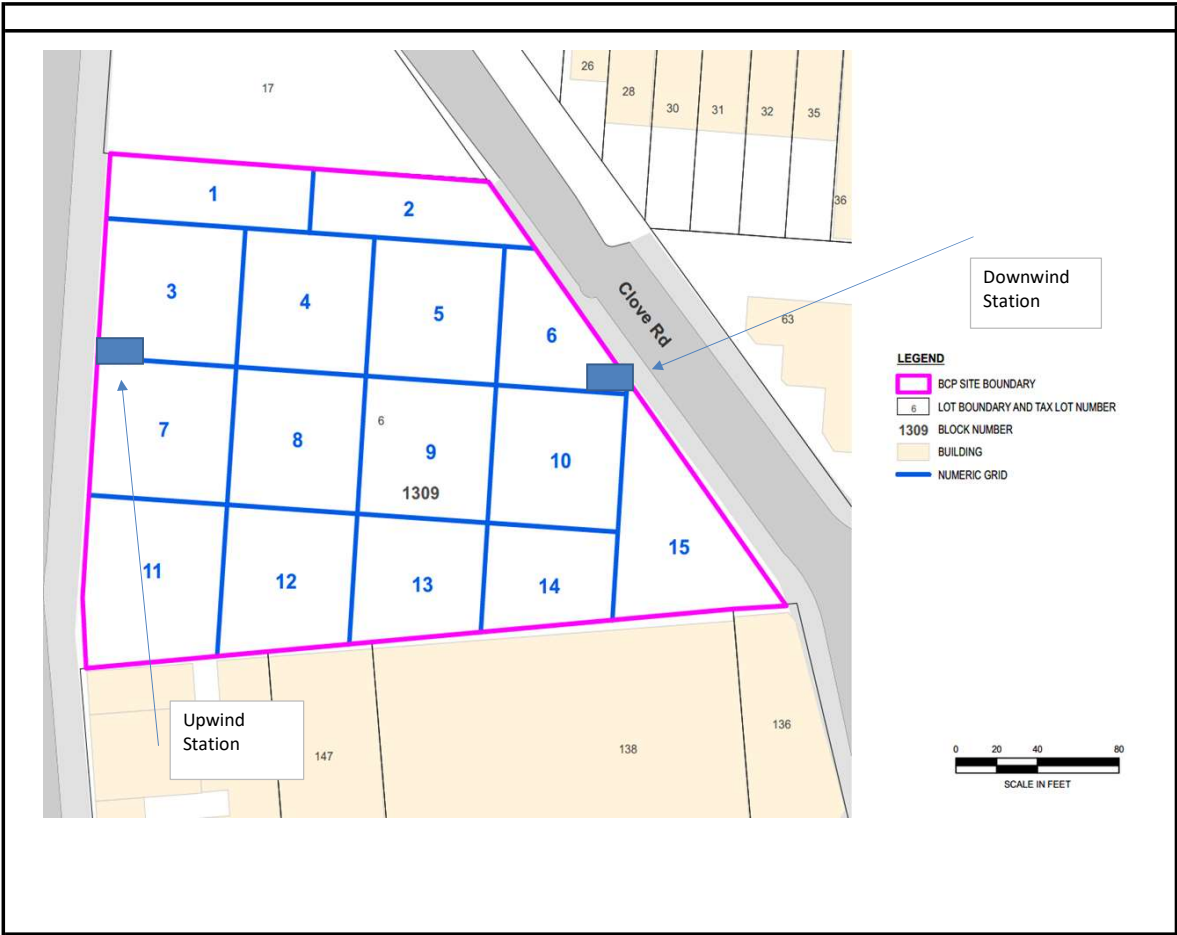 17
26
28
30
31
32
35
36
1
2
Clove Rd
Downwind
Station
3
4
5
6
63
LEGEND
BCP SITE BOUNDARY
6 LOT BOUNDARY AND TAX LOT NUMBER
1309 BLOCK NUMBER
BUILDING
NUMERIC GRID
7
8
6
9
10
1309
11
12
13
14
15
Upwind
Station
147
138
136
0 20 40 80
SCALE IN FEET